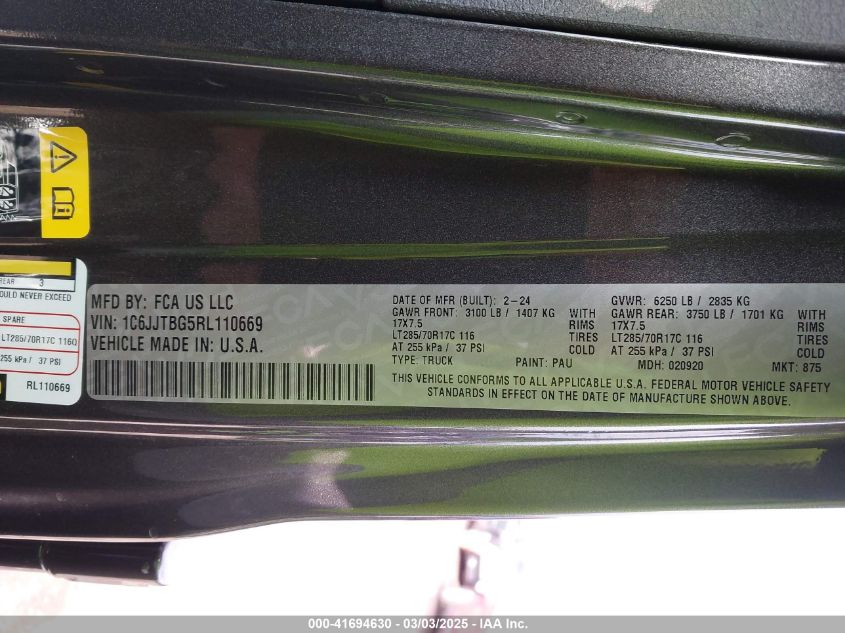 REAR 3
OULD NEVER EXCEED
SPARE
LT285/70R17C 116Q
255 kPa / 37 PSI
RL110669
MFD BY: FCA US LLC
VIN: 1C6JJTBG5RL110669
VEHICLE MADE IN U.S.A.
DATE OF MFR (BUILT): 2-24
GAWR FRONT: 3100 LB / 1407 KG WITH
17X7.5 RIMS
LT285/70R17C 116 TIRES
AT 255 kPa / 37 PSI COLD
TYPE: TRUCK PAINT: PAU
GVWR: 6250 LB / 2835 KG
GAWR REAR: 3750 LB / 1701 KG WITH
17X7.5 RIMS
LT285/70R17C 116 TIRES
AT 255 kPa / 37 PSI COLD
MDH: 020920 MKT: 875
THIS VEHICLE CONFORMS TO ALL APPLICABLE U.S.A. FEDERAL MOTOR VEHICLE SAFETY
STANDARDS IN EFFECT ON THE DATE OF MANUFACTURE SHOWN ABOVE.
000-41694630 - 03/03/2025 - IAA Inc.